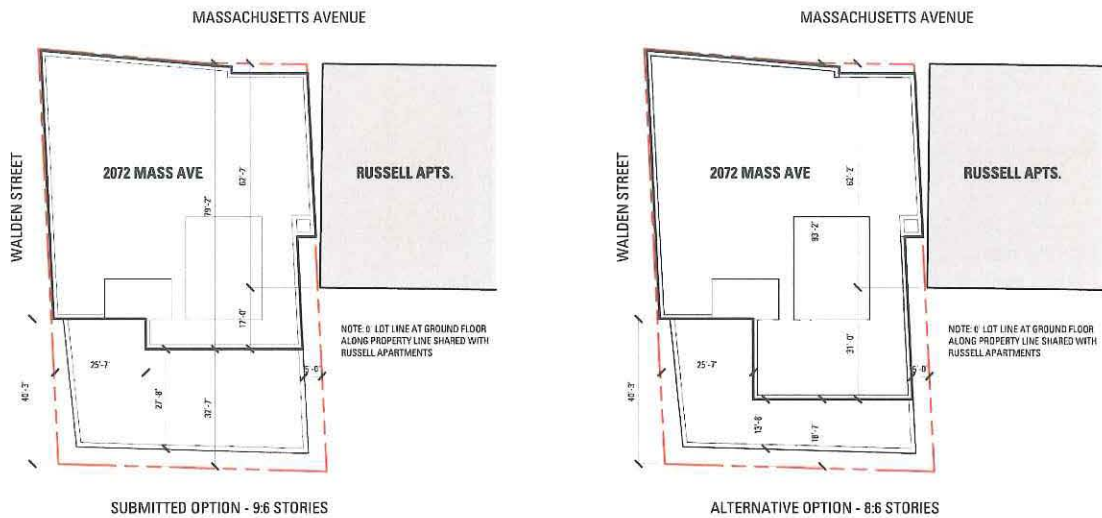 MASSACHUSETTS AVENUE
WALDEN STREET
2072 MASS AVE
RUSSELL APTS.
62'-7"
79'-2"
17'-0"
NOTE: 0' LOT LINE AT GROUND FLOOR
ALONG PROPERTY LINE SHARED WITH
RUSSELL APARTMENTS
25'-7"
5'-0"
40'-3"
27'-8"
32'-7"
SUBMITTED OPTION - 9:6 STORIES
MASSACHUSETTS AVENUE
WALDEN STREET
2072 MASS AVE
RUSSELL APTS.
62'-2"
93'-2"
31'-0"
NOTE: 0' LOT LINE AT GROUND FLOOR
ALONG PROPERTY LINE SHARED WITH
RUSSELL APARTMENTS
25'-7"
5'-0"
40'-3"
13'-8"
18'-7"
ALTERNATIVE OPTION - 8:6 STORIES